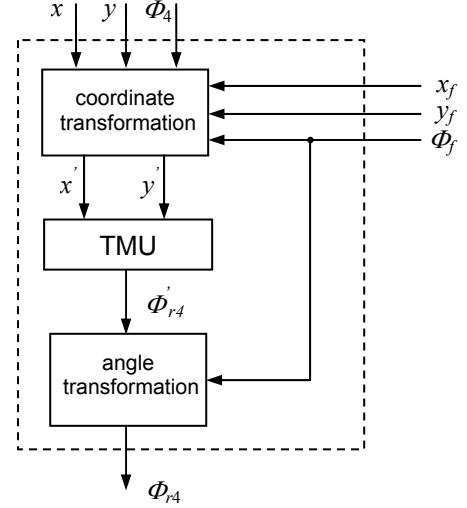 x y Φ4
coordinate
transformation
xf
yf
Φf
x' y'
TMU
Φ'r4
angle
transformation
Φr4